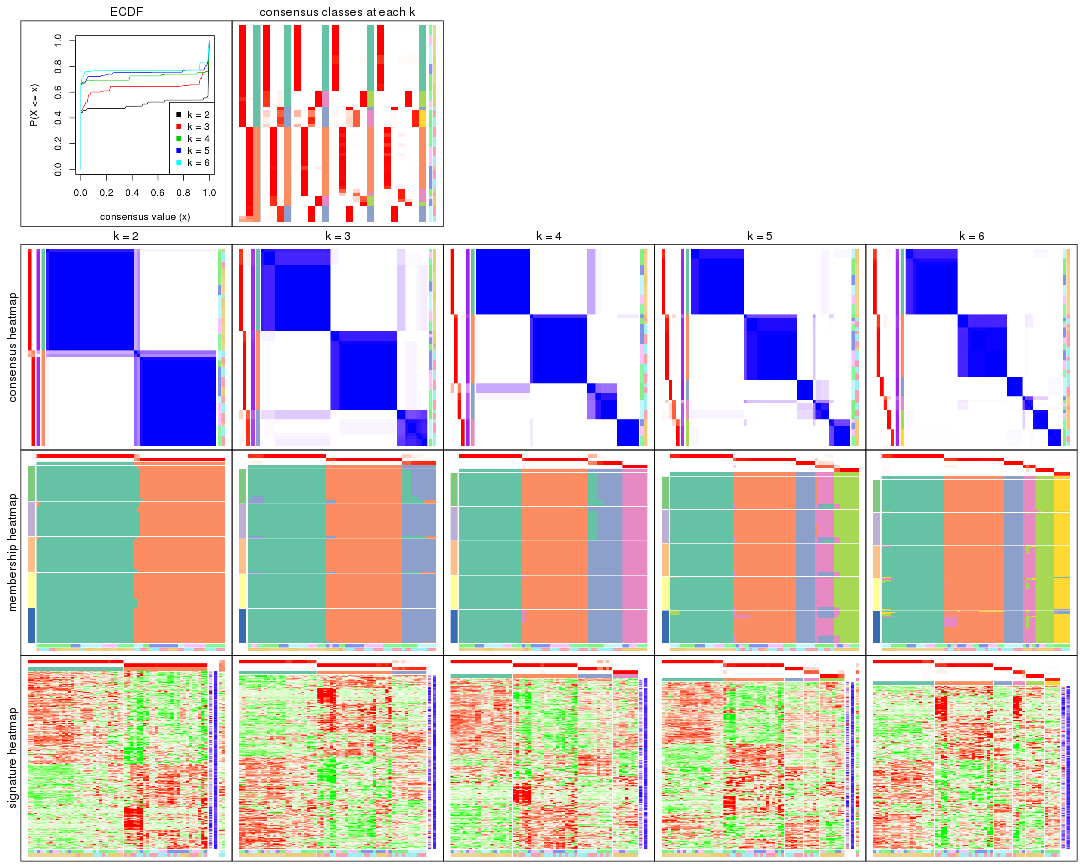 ECDF
consensus classes at each k
P(X <= x)
1.0
0.8
0.6
0.4
0.2
0.0
k = 2
k = 3
k = 4
k = 5
k = 6
0.0 0.2 0.4 0.6 0.8 1.0
consensus value (x)
k = 2 k = 3 k = 4 k = 5 k = 6
consensus heatmap
membership heatmap
signature heatmap